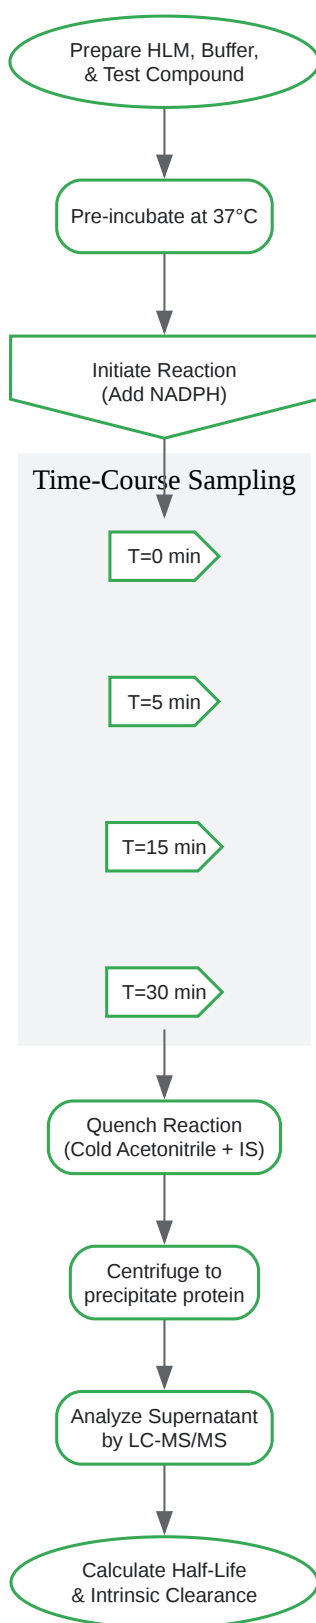 Prepare HLM, Buffer,
& Test Compound
Pre-incubate at 37°C
Initiate Reaction
(Add NADPH)
Time-Course Sampling
T=0 min
T=5 min
T=15 min
T=30 min
Quench Reaction
(Cold Acetonitrile + IS)
Centrifuge to
precipitate protein
Analyze Supernatant
by LC-MS/MS
Calculate Half-Life
& Intrinsic Clearance